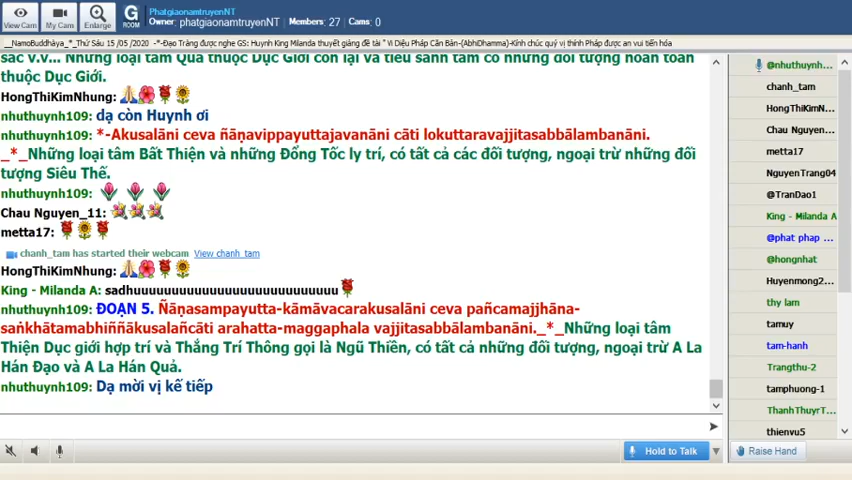 View Cam
My Cam
Enlarge
G
ROOM
PhatgiaonamtruyenNT
Owner: phatgiaonamtruyenNT Members: 27 Cams: 0
__NamoBuddhàya_*_Thứ Sáu 15 /05 /2020 -*-Đạo Tràng được nghe GS: Huynh King Milanda thuyết giảng đề tài " Vi Diệu Pháp Căn Bản-(AbhiDhamma)-Kính chúc quý vị thính Pháp được an vui tiến hóa
sắc v.v... Những loại tâm Quả thuộc Dục Giới còn lại và tiếu sanh tâm có những đối tượng hoàn toàn
thuộc Dục Giới.
HongThiKimNhung:
nhuthuynh109: dạ còn Huynh ơi
nhuthuynh109: *-Akusalāni ceva ñāṇavippayuttajavanāni cāti lokuttaravajjitasabbālambanāni.
_*_Những loại tâm Bất Thiện và những Đổng Tốc ly trí, có tất cả các đối tượng, ngoại trừ những đối
tượng Siêu Thế.
nhuthuynh109:
Chau Nguyen_11:
metta17:
chanh_tam has started their webcam View chanh_tam
HongThiKimNhung:
King - Milanda A: sadhuuuuuuuuuuuuuuuuuuuuuuuuuuu
nhuthuynh109: ĐOẠN 5. Ñāṇasampayutta-kāmāvacarakusalāni ceva pañcamajjhāna-
saṅkhātamabhiññākusalañcāti arahatta-maggaphala vajjitasabbālambanāni._*_Những loại tâm
Thiện Dục giới hợp trí và Thắng Trí Thông gọi là Ngũ Thiền, có tất cả những đối tượng, ngoại trừ A La
Hán Đạo và A La Hán Quả.
nhuthuynh109: Dạ mời vị kế tiếp
@nhuthuynh...
chanh_tam
HongThiKimN...
Chau Nguyen...
metta17
NguyenTrang04
@TranDao1
King - Milanda A
@phat phap ...
@hongnhat
Huyenmong2...
thy lam
tamuy
tam-hanh
Trangthu-2
tamphuong-1
ThanhThuyrT...
thienvu5
Hold to Talk
Raise Hand